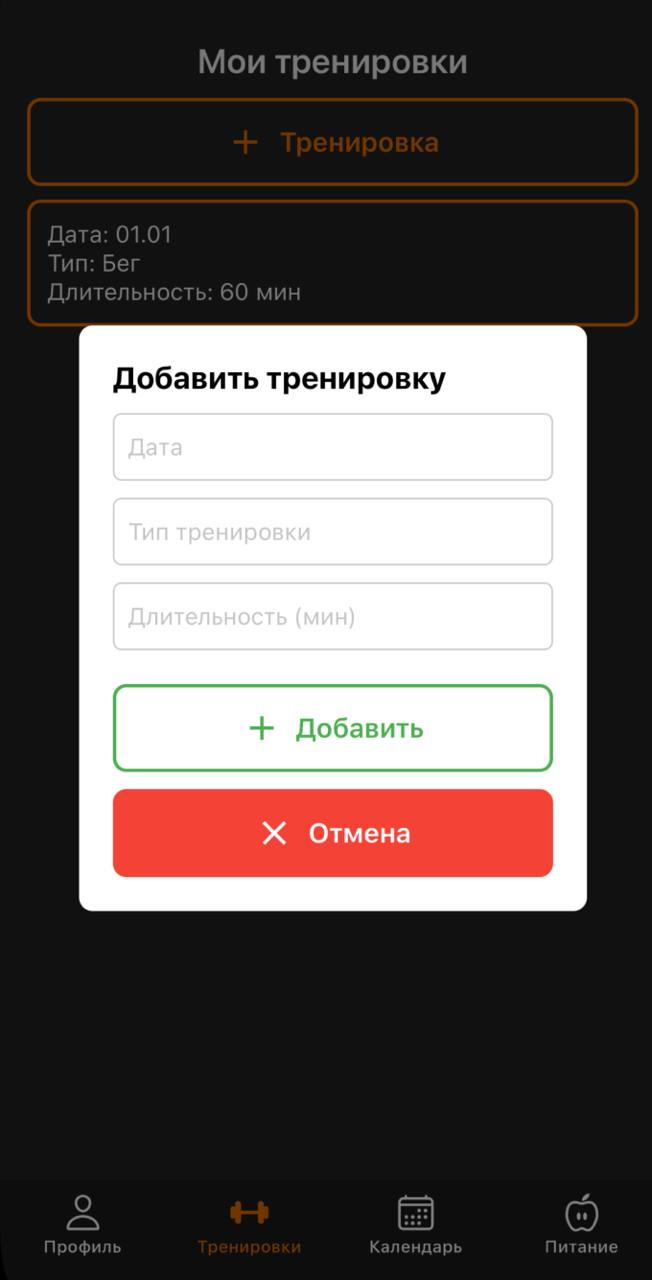 Мои тренировки
+ Тренировка
Дата: 01.01
Тип: Бег
Длительность: 60 мин
Добавить тренировку
Дата
Тип тренировки
Длительность (мин)
+ Добавить
Отмена
Профиль
Тренировки
Календарь
Питание